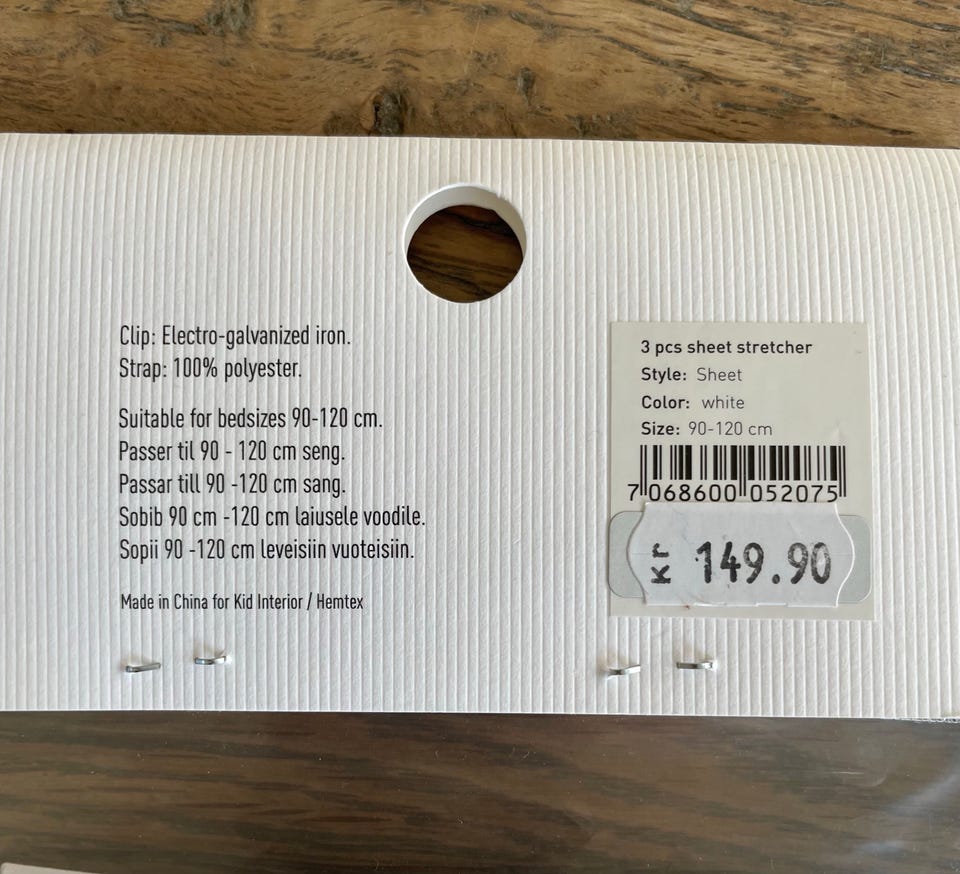 Clip: Electro-galvanized iron.
Strap: 100% polyester.
Suitable for bedsizes 90-120 cm.
Passer til 90 - 120 cm seng.
Passar till 90 -120 cm sang.
Sobib 90 cm -120 cm laiusele voodile.
Sopii 90 -120 cm leveisiin vuoteisiin.
Made in China for Kid Interior / Hemtex
3 pcs sheet stretcher
Style: Sheet
Color: white
Size: 90-120 cm
7 068600 052075
kr 149.90